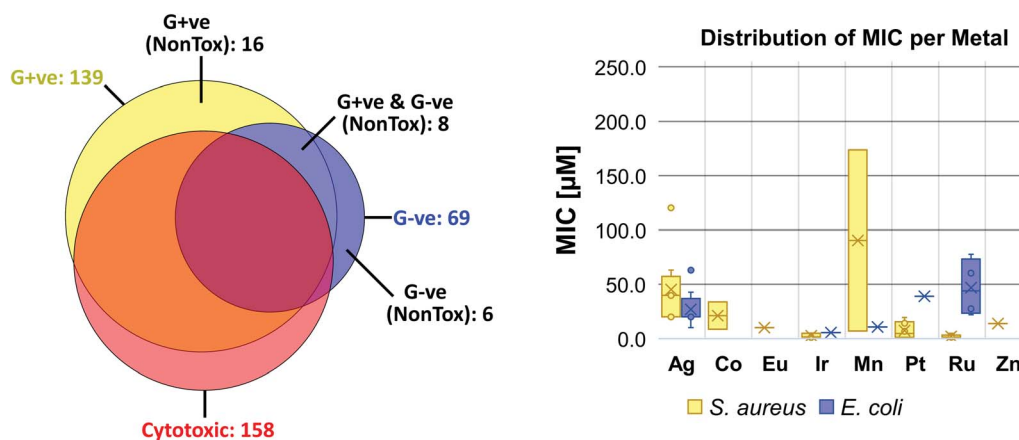 G+ve
(NonTox): 16
G+ve: 139
G+ve & G-ve
(NonTox): 8
G-ve: 69
G-ve
(NonTox): 6
Cytotoxic: 158
Distribution of MIC per Metal
MIC [µM]
250.0
200.0
150.0
100.0
50.0
0.0
Ag Co Eu Ir Mn Pt Ru Zn
S. aureus E. coli